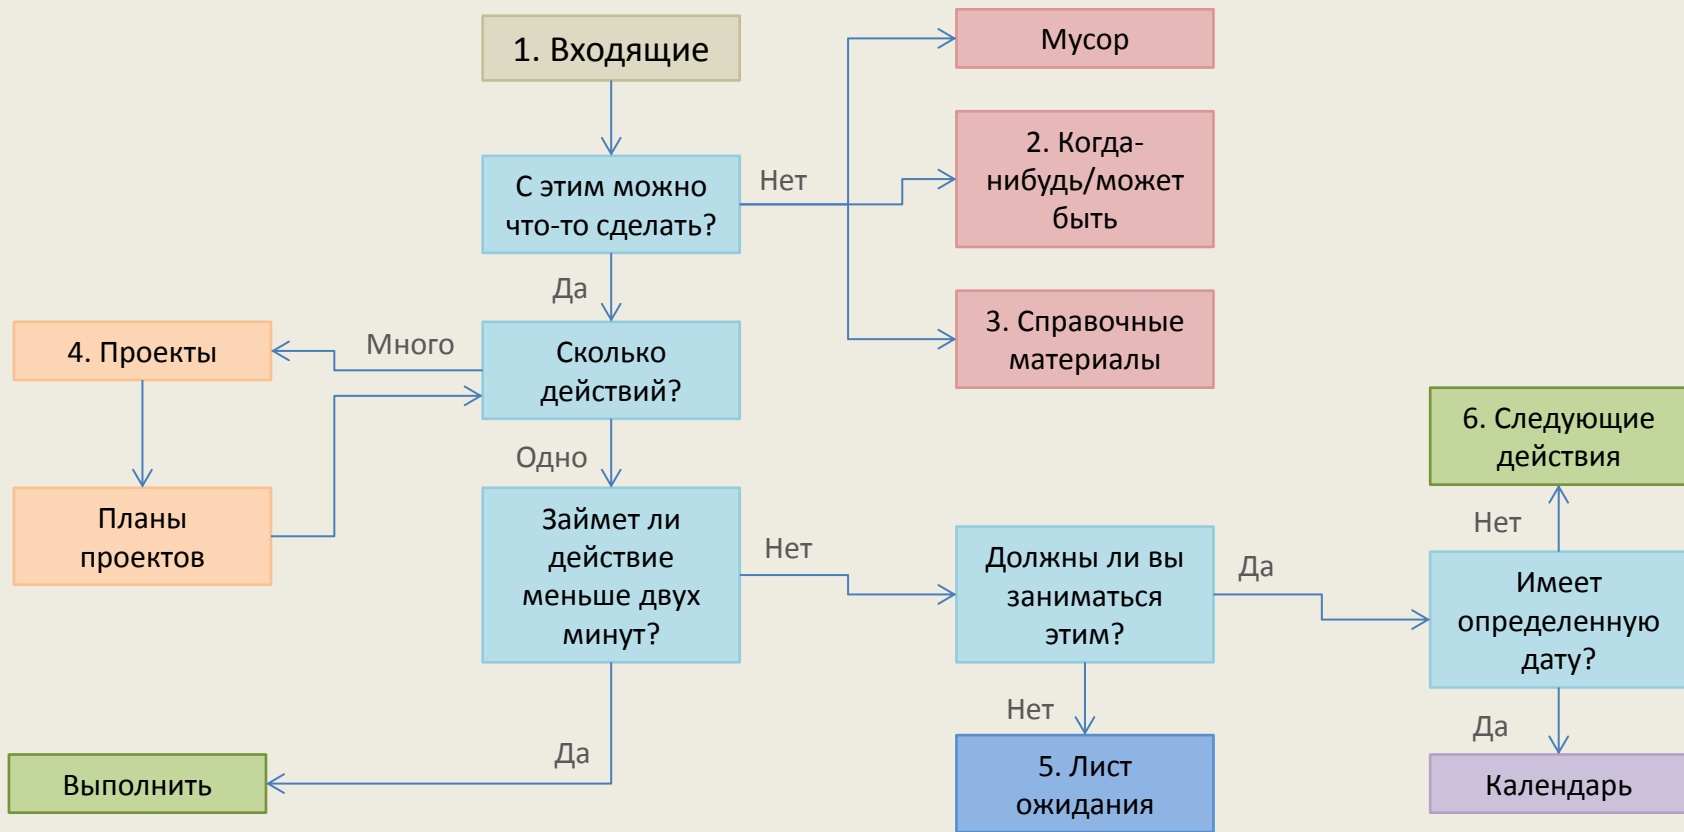 1. Входящие
Мусор
С этим можно
что-то сделать?
Нет
2. Когда-
нибудь/может
быть
Да
3. Справочные
материалы
4. Проекты
Много
Сколько
действий?
6. Следующие
действия
Одно
Планы
проектов
Займет ли
действие
меньше двух
минут?
Нет
Должны ли вы
заниматься
этим?
Да
Нет
Имеет
определенную
дату?
Нет
Да
Да
Выполнить
5. Лист
ожидания
Календарь